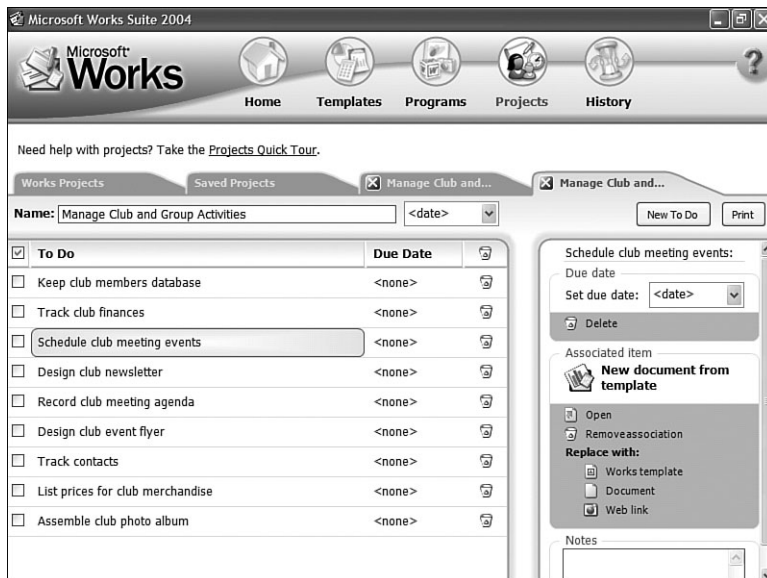 Microsoft Works Suite 2004
Microsoft®
Works
Home Templates Programs Projects History
?
Need help with projects? Take the Projects Quick Tour.
Works Projects Saved Projects Manage Club and... Manage Club and...
Name: Manage Club and Group Activities <date> New To Do Print
To Do Due Date
Keep club members database <none>
Track club finances <none>
Schedule club meeting events <none>
Design club newsletter <none>
Record club meeting agenda <none>
Design club event flyer <none>
Track contacts <none>
List prices for club merchandise <none>
Assemble club photo album <none>
Schedule club meeting events:
Due date
Set due date: <date>
Delete
Associated item
New document from
template
Open
Removeassociation
Replace with:
Works template
Document
Web link
Notes